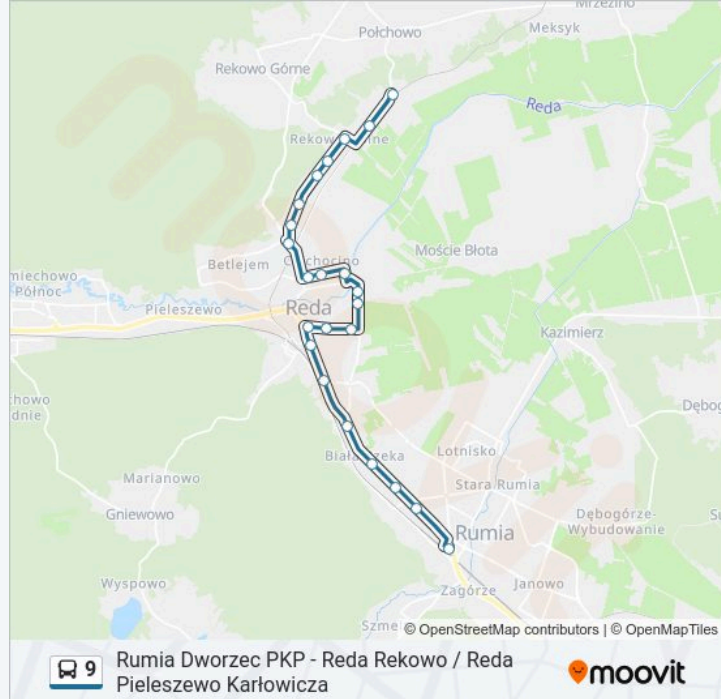 Mrzezino
Połchowo
Meksyk
Rekowo Górne
Reda
Moście Błota
Betlejem
Reda
Pieleszewo
Kazimierz
Marianowo
Gniewowo
Lotnisko
Stara Rumia
Dębogórze-
Wybudowanie
Rumia
Wyspowo
Janowo
Zagórze
© OpenStreetMap contributors | © OpenMapTiles
9 Rumia Dworzec PKP - Reda Rekowo / Reda
Pieleszewo Karłowicza
moovit